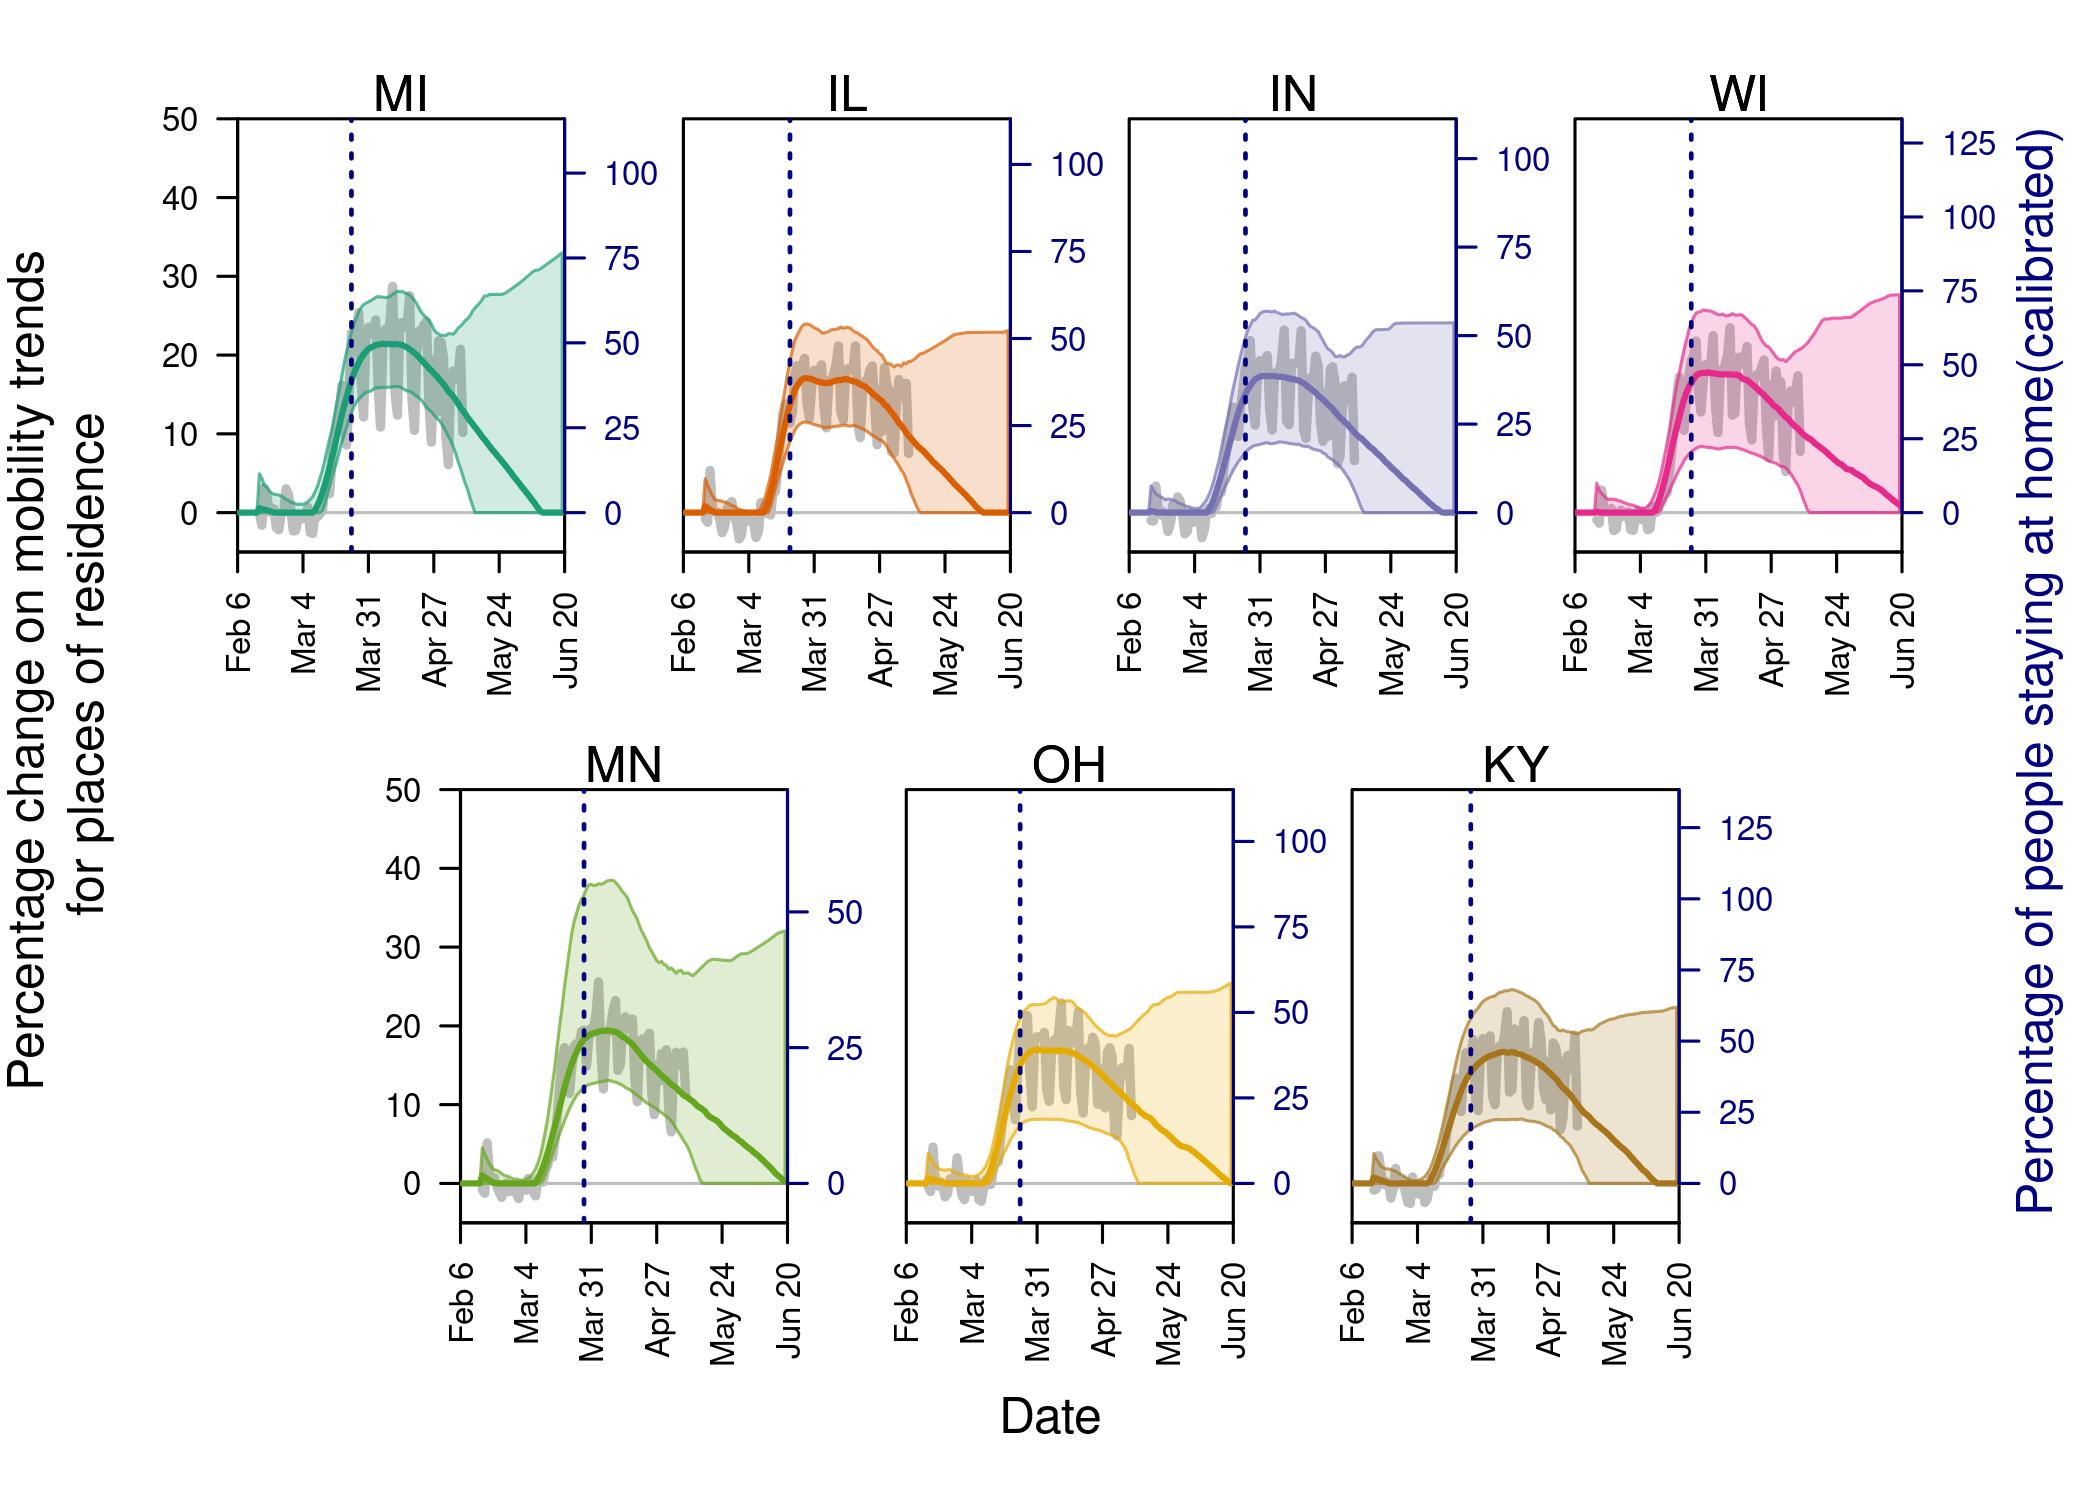 MI
IL
IN
WI
50
40
30
20
10
0
100
75
50
25
0
100
75
50
25
0
100
75
50
25
0
125
100
75
50
25
0
Feb 6
Mar 4
Mar 31
Apr 27
May 24
Jun 20
Feb 6
Mar 4
Mar 31
Apr 27
May 24
Jun 20
Feb 6
Mar 4
Mar 31
Apr 27
May 24
Jun 20
Feb 6
Mar 4
Mar 31
Apr 27
May 24
Jun 20
Percentage change on mobility trends
for places of residence
Percentage of people staying at home(calibrated)
MN
OH
KY
50
40
30
20
10
0
50
25
0
100
75
50
25
0
125
100
75
50
25
0
Feb 6
Mar 4
Mar 31
Apr 27
May 24
Jun 20
Feb 6
Mar 4
Mar 31
Apr 27
May 24
Jun 20
Feb 6
Mar 4
Mar 31
Apr 27
May 24
Jun 20
Date